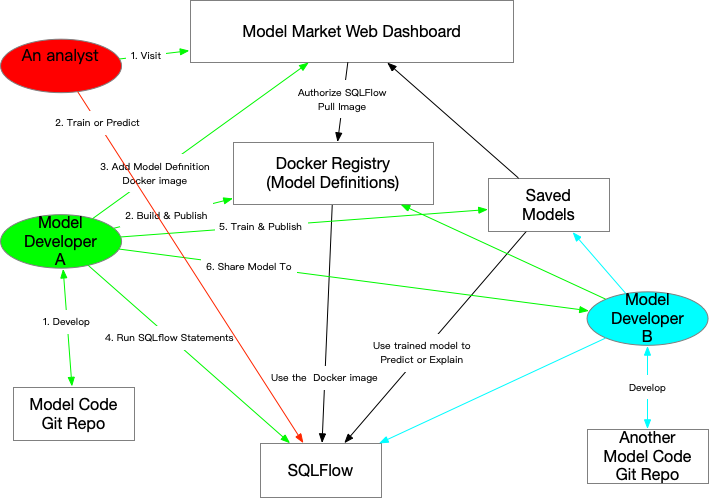 Model Market Web Dashboard
An analyst
1. Visit
Authorize SQLFlow
Pull Image
2. Train or Predict
3. Add Model Definition
Docker image
Docker Registry
(Model Definitions)
Saved
Models
2. Build & Publish
5. Train & Publish
Model
Developer
A
6. Share Model To
Model
Developer
B
1. Develop
4. Run SQLflow Statements
Use trained model to
Predict or Explain
Use the Docker image
Develop
Model Code
Git Repo
Another
Model Code
Git Repo
SQLFlow